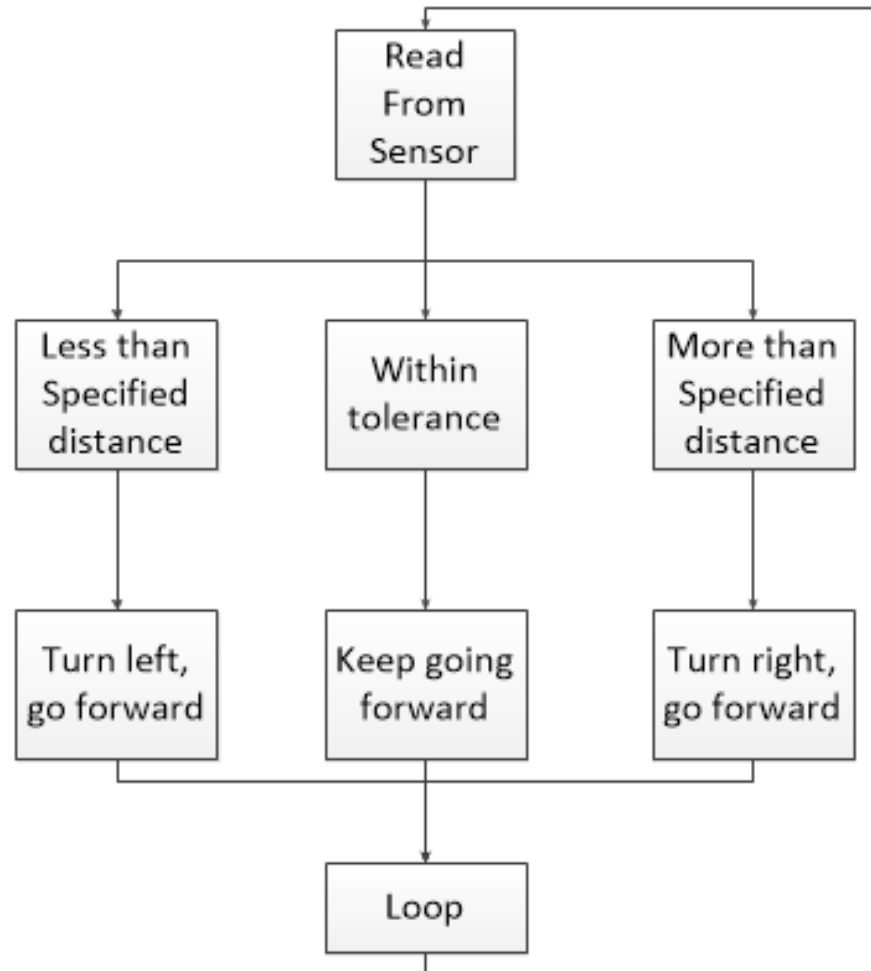 Read
From
Sensor
Less than
Specified
distance
Within
tolerance
More than
Specified
distance
Turn left,
go forward
Keep going
forward
Turn right,
go forward
Loop